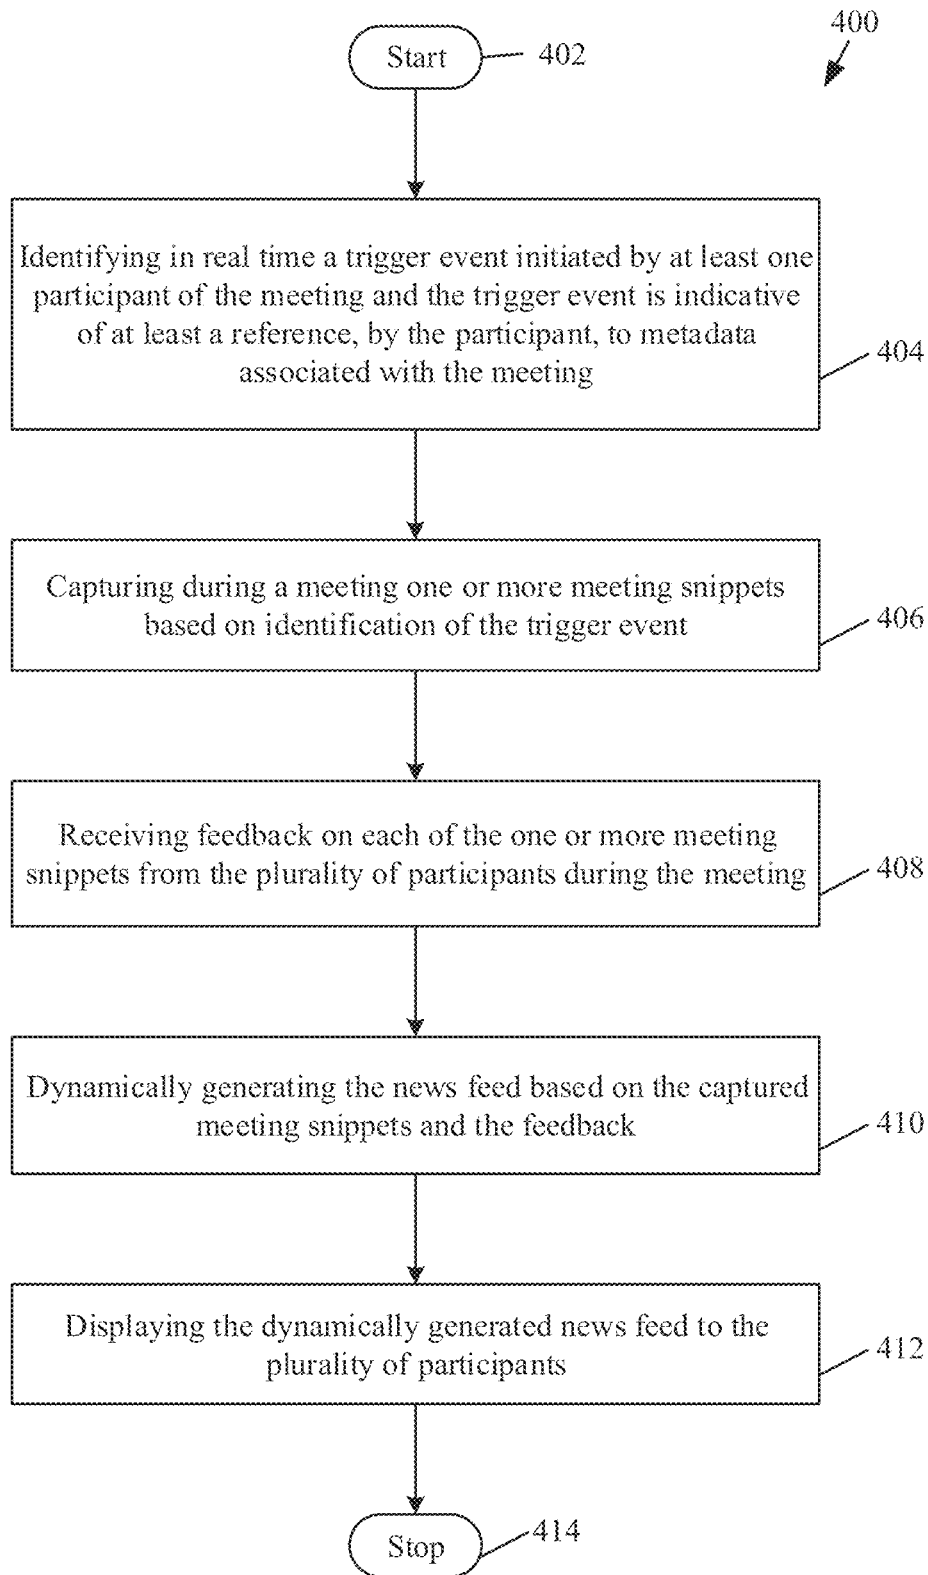 400
Start
402
Identifying in real time a trigger event initiated by at least one
participant of the meeting and the trigger event is indicative
of at least a reference, by the participant, to metadata
associated with the meeting
404
Capturing during a meeting one or more meeting snippets
based on identification of the trigger event
406
Receiving feedback on each of the one or more meeting
snippets from the plurality of participants during the meeting
408
Dynamically generating the news feed based on the captured
meeting snippets and the feedback
410
Displaying the dynamically generated news feed to the
plurality of participants
412
Stop
414